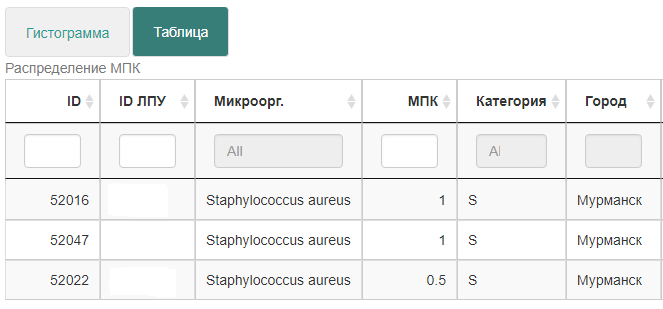 Гистограмма Таблица
Распределение МПК
ID ID ЛПУ Микроорг. МПК Категория Город
All Al
52016 Staphylococcus aureus 1 S Мурманск
52047 Staphylococcus aureus 1 S Мурманск
52022 Staphylococcus aureus 0.5 S Мурманск